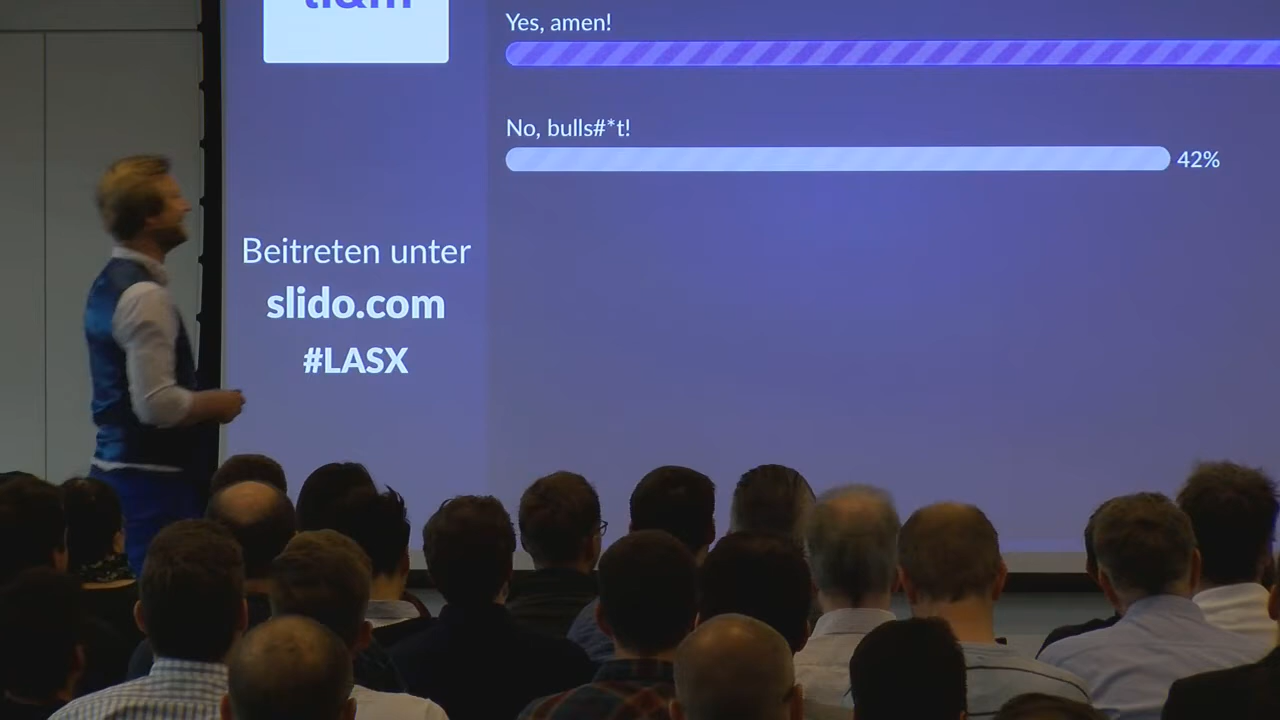 Yes, amen!
No, bulls#*t!
42%
Beitreten unter
slido.com
#LASX